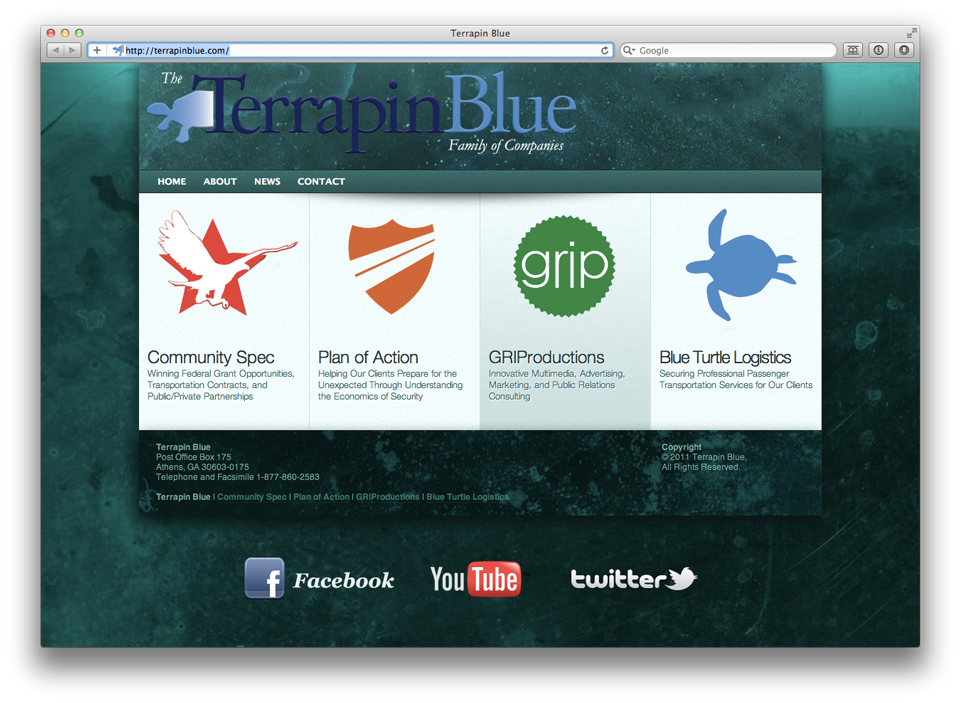 Terrapin Blue
http://terrapinblue.com/
Google
The
TerrapinBlue
Family of Companies
HOME ABOUT NEWS CONTACT
grip
Community Spec
Winning Federal Grant Opportunities,
Transportation Contracts, and
Public/Private Partnerships
Plan of Action
Helping Our Clients Prepare for the
Unexpected Through Understanding
the Economics of Security
GRIProductions
Innovative Multimedia, Advertising,
Marketing, and Public Relations
Consulting
Blue Turtle Logistics
Securing Professional Passenger
Transportation Services for Our Clients
Terrapin Blue
Post Office Box 175
Athens, GA 30603-0175
Telephone and Facsimile 1-877-860-2583
Terrapin Blue | Community Spec | Plan of Action | GRIProductions | Blue Turtle Logistics
Copyright
© 2011 Terrapin Blue.
All Rights Reserved.
f Facebook
YouTube
twitter